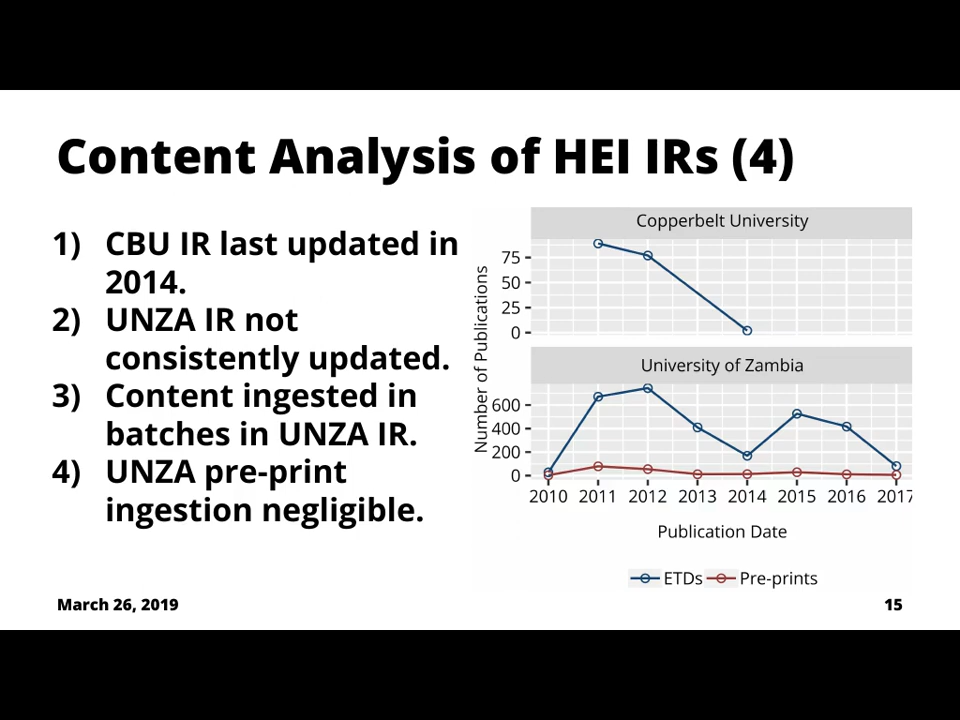 Content Analysis of HEI IRs (4)
1) CBU IR last updated in
2014.
2) UNZA IR not
consistently updated.
3) Content ingested in
batches in UNZA IR.
4) UNZA pre-print
ingestion negligible.
Number of Publications
Copperbelt University
75
50
25
0
University of Zambia
600
400
200
0
2010 2011 2012 2013 2014 2015 2016 2017
Publication Date
ETDs Pre-prints
March 26, 2019
15